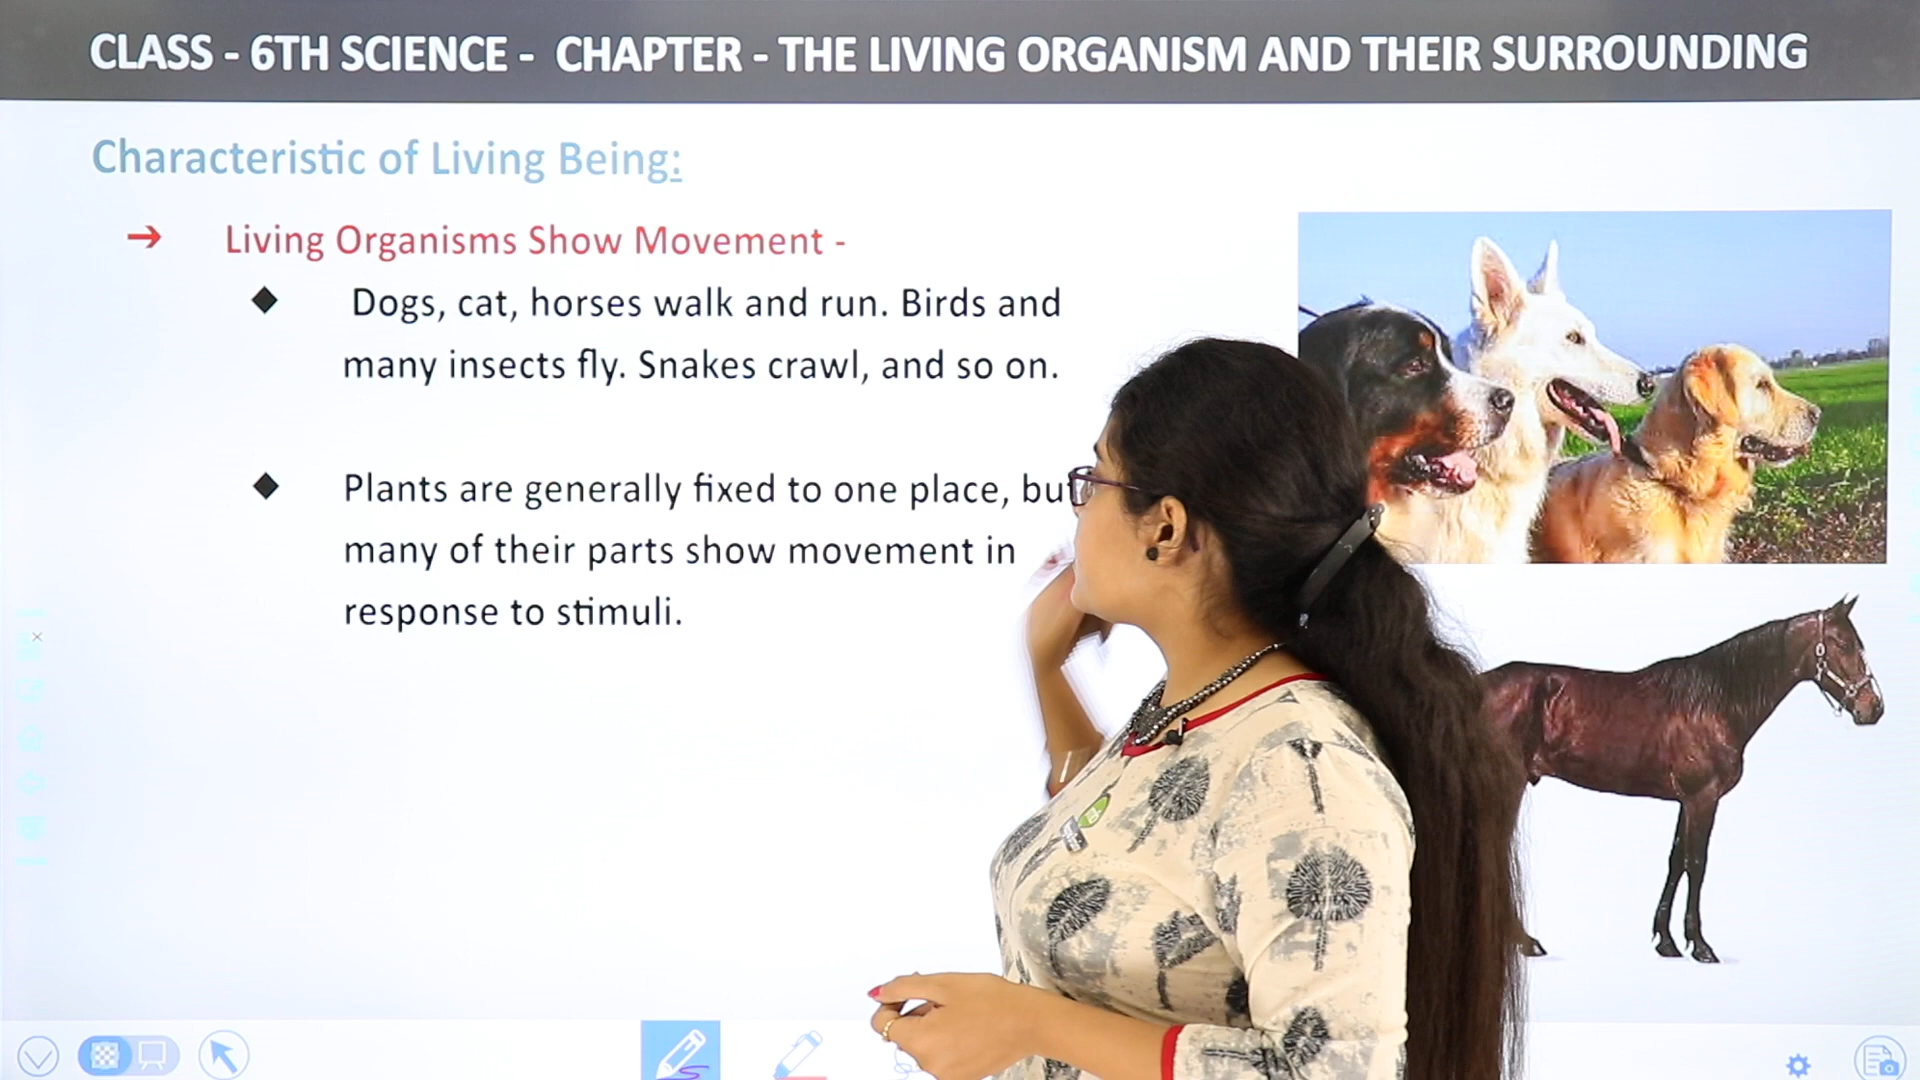 CLASS - 6TH SCIENCE - CHAPTER - THE LIVING ORGANISM AND THEIR SURROUNDING
Characteristic of Living Being:
➔ Living Organisms Show Movement -
◆ Dogs, cat, horses walk and run. Birds and
many insects fly. Snakes crawl, and so on.
◆ Plants are generally fixed to one place, but
many of their parts show movement in
response to stimuli.